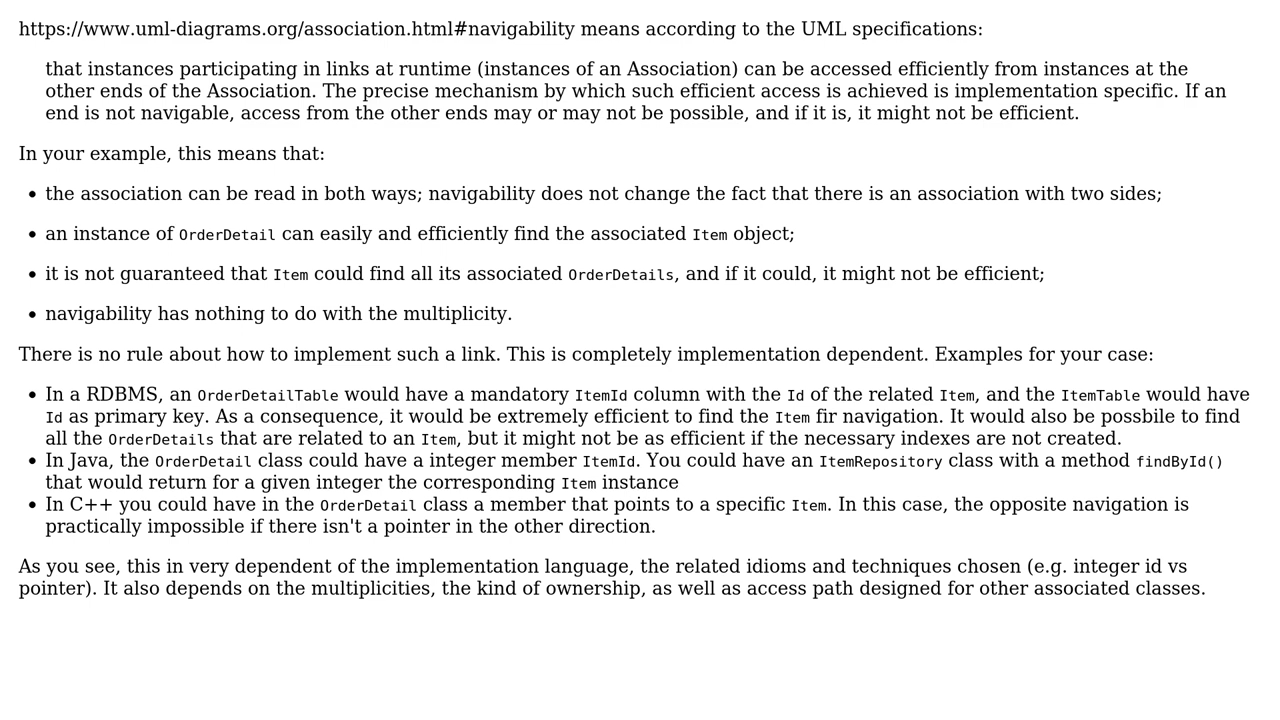 https://www.uml-diagrams.org/association.html#navigability means according to the UML specifications:
that instances participating in links at runtime (instances of an Association) can be accessed efficiently from instances at the
other ends of the Association. The precise mechanism by which such efficient access is achieved is implementation specific. If an
end is not navigable, access from the other ends may or may not be possible, and if it is, it might not be efficient.
In your example, this means that:
• the association can be read in both ways; navigability does not change the fact that there is an association with two sides;
• an instance of OrderDetail can easily and efficiently find the associated Item object;
• it is not guaranteed that Item could find all its associated OrderDetails, and if it could, it might not be efficient;
• navigability has nothing to do with the multiplicity.
There is no rule about how to implement such a link. This is completely implementation dependent. Examples for your case:
• In a RDBMS, an OrderDetailTable would have a mandatory ItemId column with the Id of the related Item, and the ItemTable would have
Id as primary key. As a consequence, it would be extremely efficient to find the Item fir navigation. It would also be possbile to find
all the OrderDetails that are related to an Item, but it might not be as efficient if the necessary indexes are not created.
• In Java, the OrderDetail class could have a integer member ItemId. You could have an ItemRepository class with a method findById()
that would return for a given integer the corresponding Item instance
• In C++ you could have in the OrderDetail class a member that points to a specific Item. In this case, the opposite navigation is
practically impossible if there isn't a pointer in the other direction.
As you see, this in very dependent of the implementation language, the related idioms and techniques chosen (e.g. integer id vs
pointer). It also depends on the multiplicities, the kind of ownership, as well as access path designed for other associated classes.